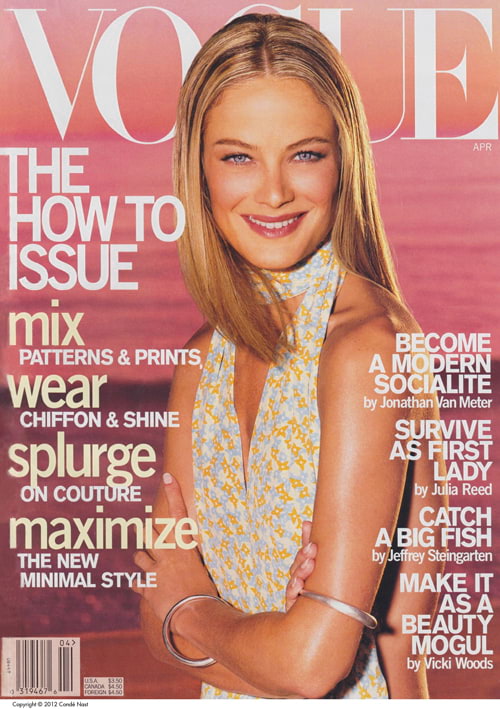 VOGUE
APR
THE
HOW TO
ISSUE
mix
PATTERNS & PRINTS,
wear
CHIFFON & SHINE
splurge
ON COUTURE
maximize
THE NEW
MINIMAL STYLE
BECOME
A MODERN
SOCIALITE
by Jonathan Van Meter
SURVIVE
AS FIRST
LADY
by Julia Reed
CATCH
A BIG FISH
by Jeffrey Steingarten
MAKE IT
AS A
BEAUTY
MOGUL
by Vicki Woods
04>
0 319467 6
U.S.A. $3.50
CANADA $4.50
FOREIGN $4.50
Copyright © 2012 Condé Nast